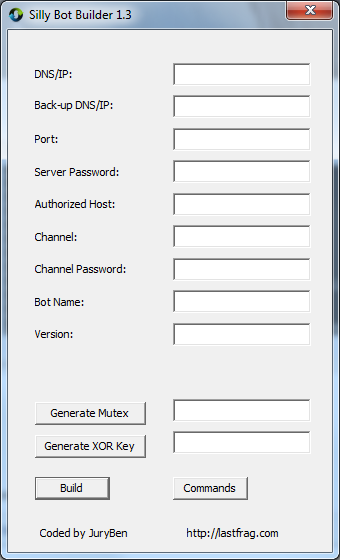 Silly Bot Builder 1.3
DNS/IP:
Back-up DNS/IP:
Port:
Server Password:
Authorized Host:
Channel:
Channel Password:
Bot Name:
Version:
Generate Mutex
Generate XOR Key
Build Commands
Coded by JuryBen http://lastfrag.com